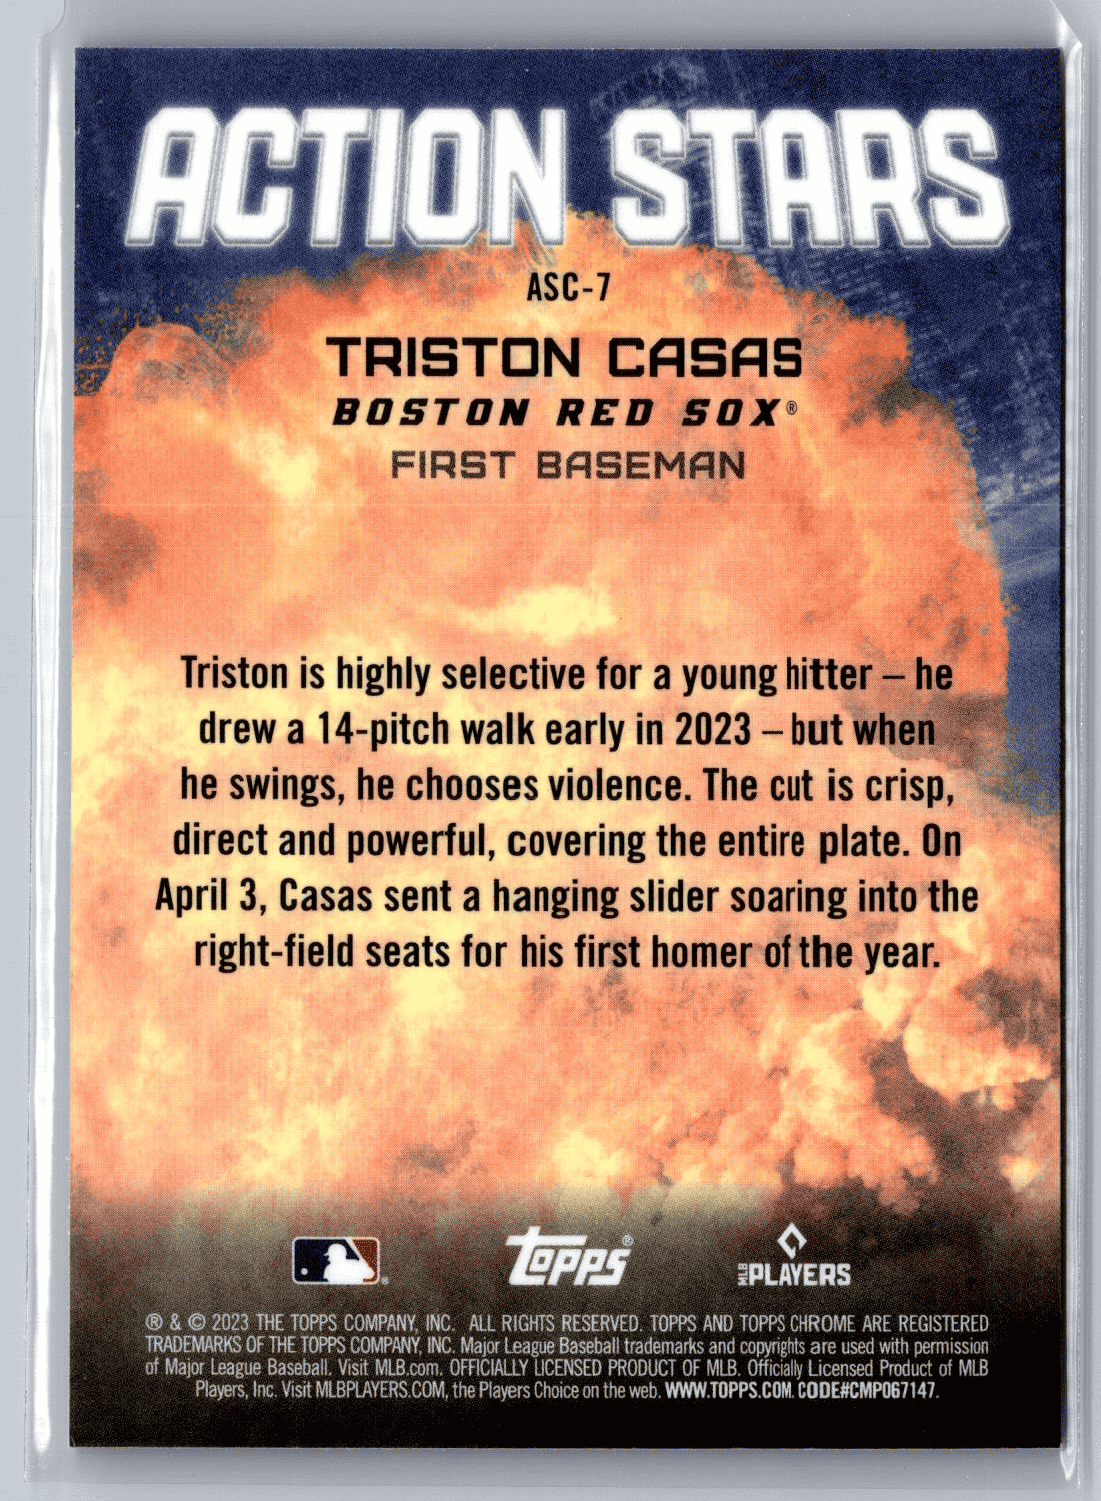 ACTION STARS
ASC-7
TRISTON CASAS
BOSTON RED SOX®
FIRST BASEMAN
Triston is highly selective for a young hitter – he
drew a 14-pitch walk early in 2023 – but when
he swings, he chooses violence. The cut is crisp,
direct and powerful, covering the entire plate. On
April 3, Casas sent a hanging slider soaring into the
right-field seats for his first homer of the year.
®
Topps®
MLB PLAYERS
® & © 2023 THE TOPPS COMPANY, INC. ALL RIGHTS RESERVED. TOPPS AND TOPPS CHROME ARE REGISTERED
TRADEMARKS OF THE TOPPS COMPANY, INC. Major League Baseball trademarks and copyrights are used with permission
of Major League Baseball. Visit MLB.com. OFFICIALLY LICENSED PRODUCT OF MLB. Officially Licensed Product of MLB
Players, Inc. Visit MLBPLAYERS.COM, the Players Choice on the web. WWW.TOPPS.COM. CODE#CMP067147.